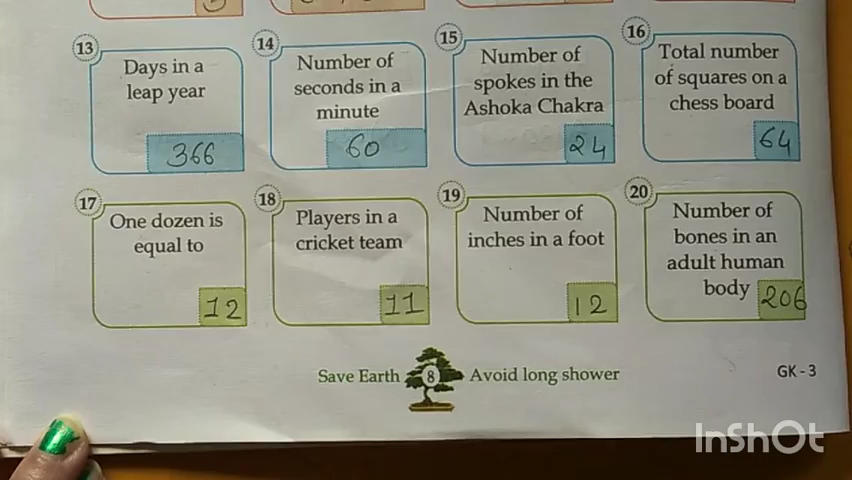 13
Days in a
leap year
366
14
Number of
seconds in a
minute
60
15
Number of
spokes in the
Ashoka Chakra
24
16
Total number
of squares on a
chess board
64
17
One dozen is
equal to
12
18
Players in a
cricket team
11
19
Number of
inches in a foot
12
20
Number of
bones in an
adult human
body
206
Save Earth 8 Avoid long shower
GK - 3
InShOt